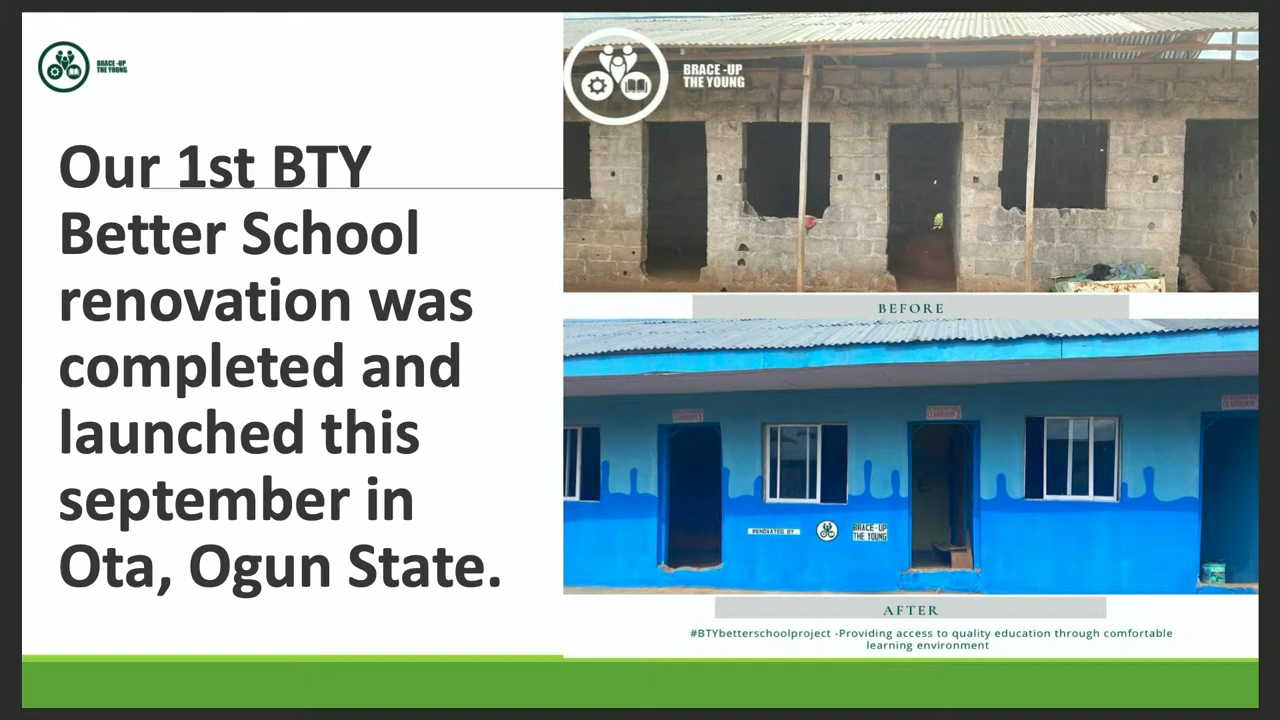 BRACE -UP
THE YOUNG
Our 1st BTY
Better School
renovation was
completed and
launched this
september in
Ota, Ogun State.
BRACE -UP
THE YOUNG
BEFORE
RENOVATED BY
BRACE-UP
THE YOUNG
AFTER
#BTYbetterschoolproject -Providing access to quality education through comfortable
learning environment